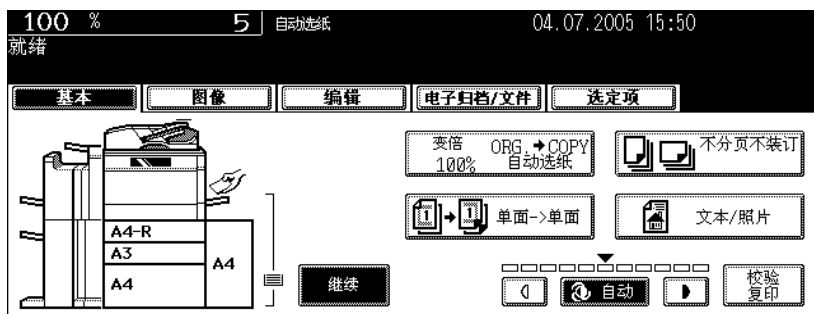 100 % 5 自动选纸 04.07.2005 15:50
就绪
基本 图像 编辑 电子归档/文件 选定项
变倍 ORG.➔COPY 不分页不装订
100% 自动选纸
1 ➔ 1 单面->单面 文本/照片
A4-R
A3
A4
A4
继续
自动
校验
复印